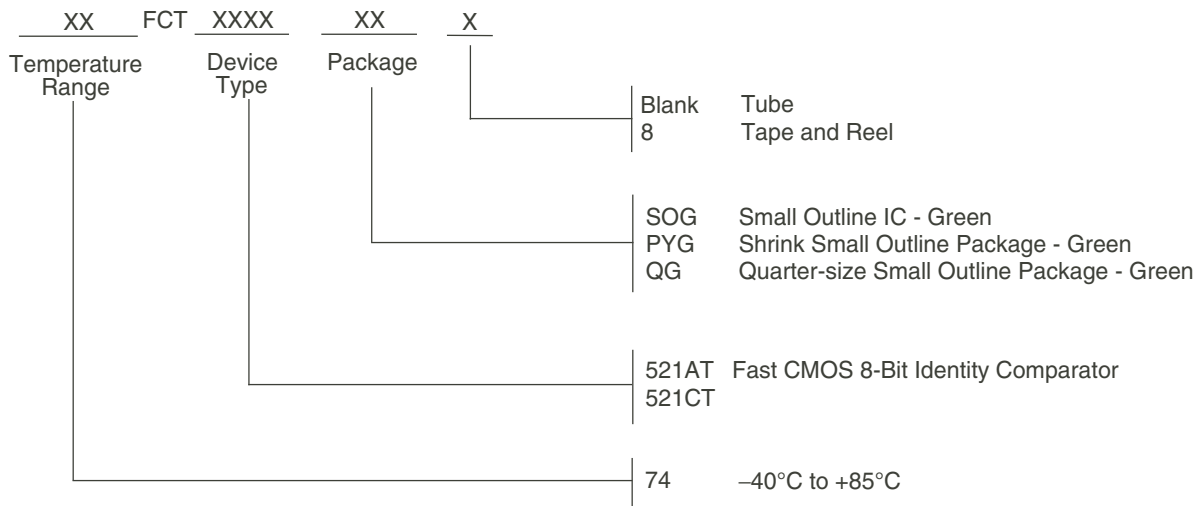 XX FCT XXXX XX X
Temperature Range
Device Type
Package
Blank Tube
8 Tape and Reel
SOG Small Outline IC - Green
PYG Shrink Small Outline Package - Green
QG Quarter-size Small Outline Package - Green
521AT Fast CMOS 8-Bit Identity Comparator
521CT
74 –40°C to +85°C